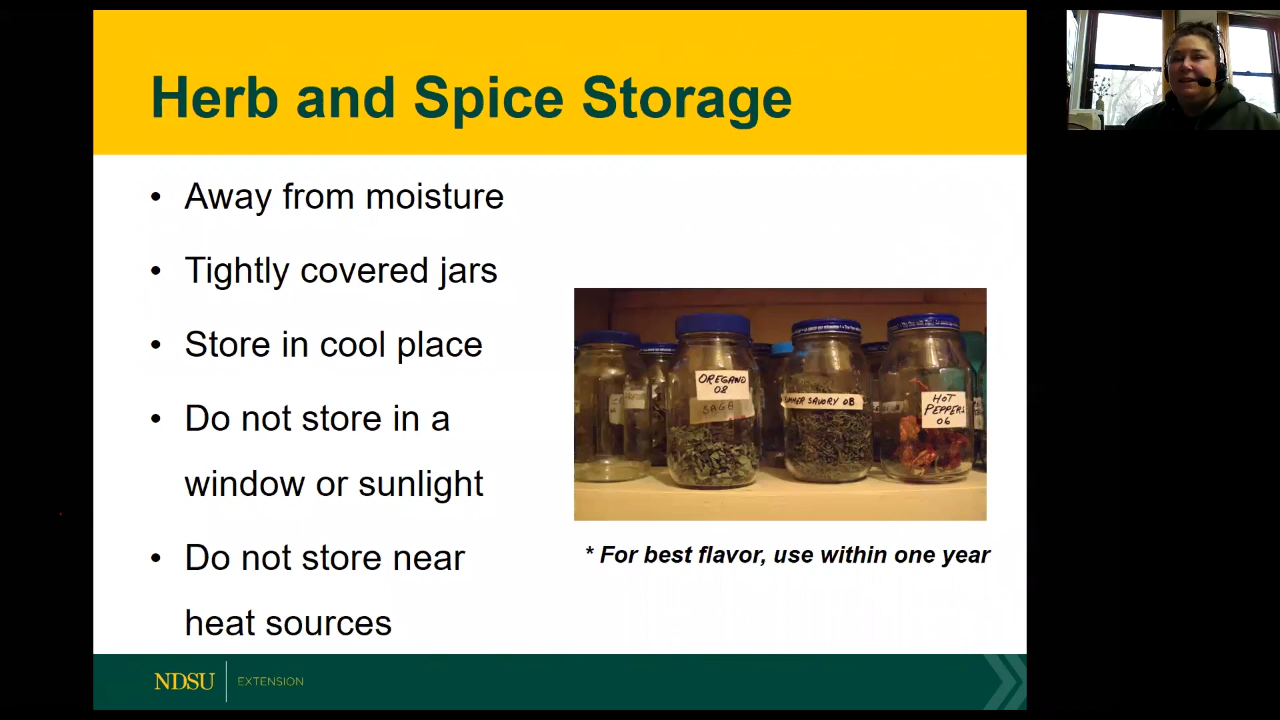 Herb and Spice Storage
• Away from moisture
• Tightly covered jars
• Store in cool place
• Do not store in a
window or sunlight
• Do not store near
heat sources
OREGANO
08
SAGE
SAVORY 08
HOT
PEPPERS
06
* For best flavor, use within one year
NDSU
EXTENSION